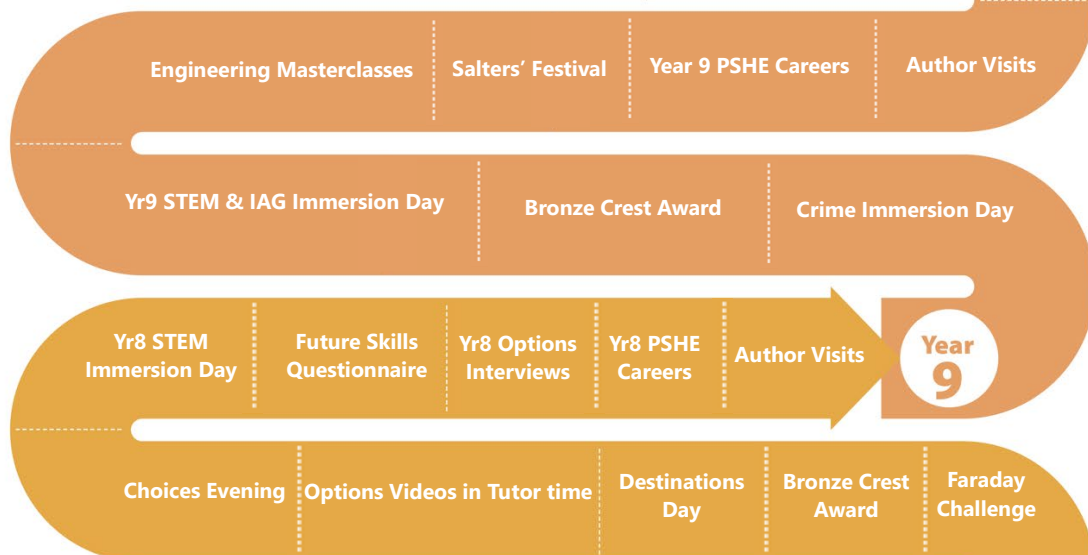 Engineering Masterclasses
Salters' Festival
Year 9 PSHE Careers
Author Visits
Yr9 STEM & IAG Immersion Day
Bronze Crest Award
Crime Immersion Day
Yr8 STEM
Immersion Day
Future Skills
Questionnaire
Yr8 Options
Interviews
Yr8 PSHE
Careers
Author Visits
Year
9
Choices Evening
Options Videos in Tutor time
Destinations
Day
Bronze Crest
Award
Faraday
Challenge